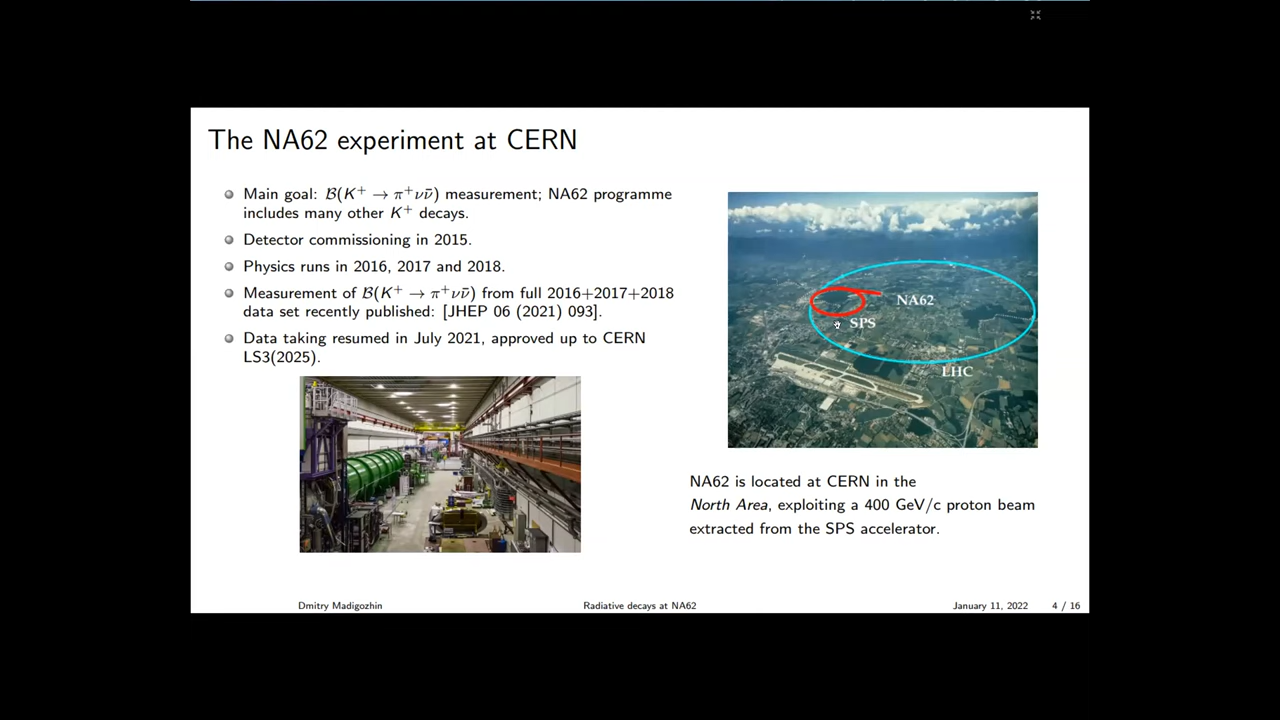 The NA62 experiment at CERN
Main goal: ℬ(K⁺ → π⁺νν̄) measurement; NA62 programme
includes many other K⁺ decays.
Detector commissioning in 2015.
Physics runs in 2016, 2017 and 2018.
Measurement of ℬ(K⁺ → π⁺νν̄) from full 2016+2017+2018
data set recently published: [JHEP 06 (2021) 093].
Data taking resumed in July 2021, approved up to CERN
LS3(2025).
NA62
SPS
LHC
NA62 is located at CERN in the
North Area, exploiting a 400 GeV/c proton beam
extracted from the SPS accelerator.
Dmitry Madigozhin Radiative decays at NA62 January 11, 2022 4 / 16